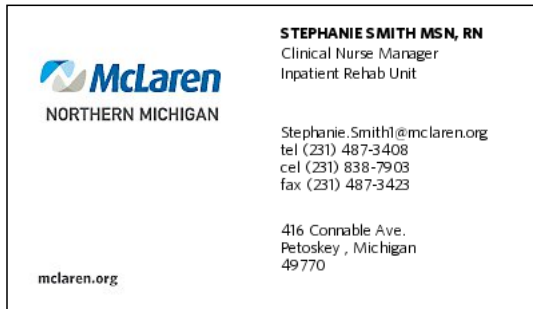 McLaren
NORTHERN MICHIGAN
mclaren.org
STEPHANIE SMITH MSN, RN
Clinical Nurse Manager
Inpatient Rehab Unit
Stephanie.Smith1@mclaren.org
tel (231) 487-3408
cel (231) 838-7903
fax (231) 487-3423
416 Connable Ave.
Petoskey , Michigan
49770